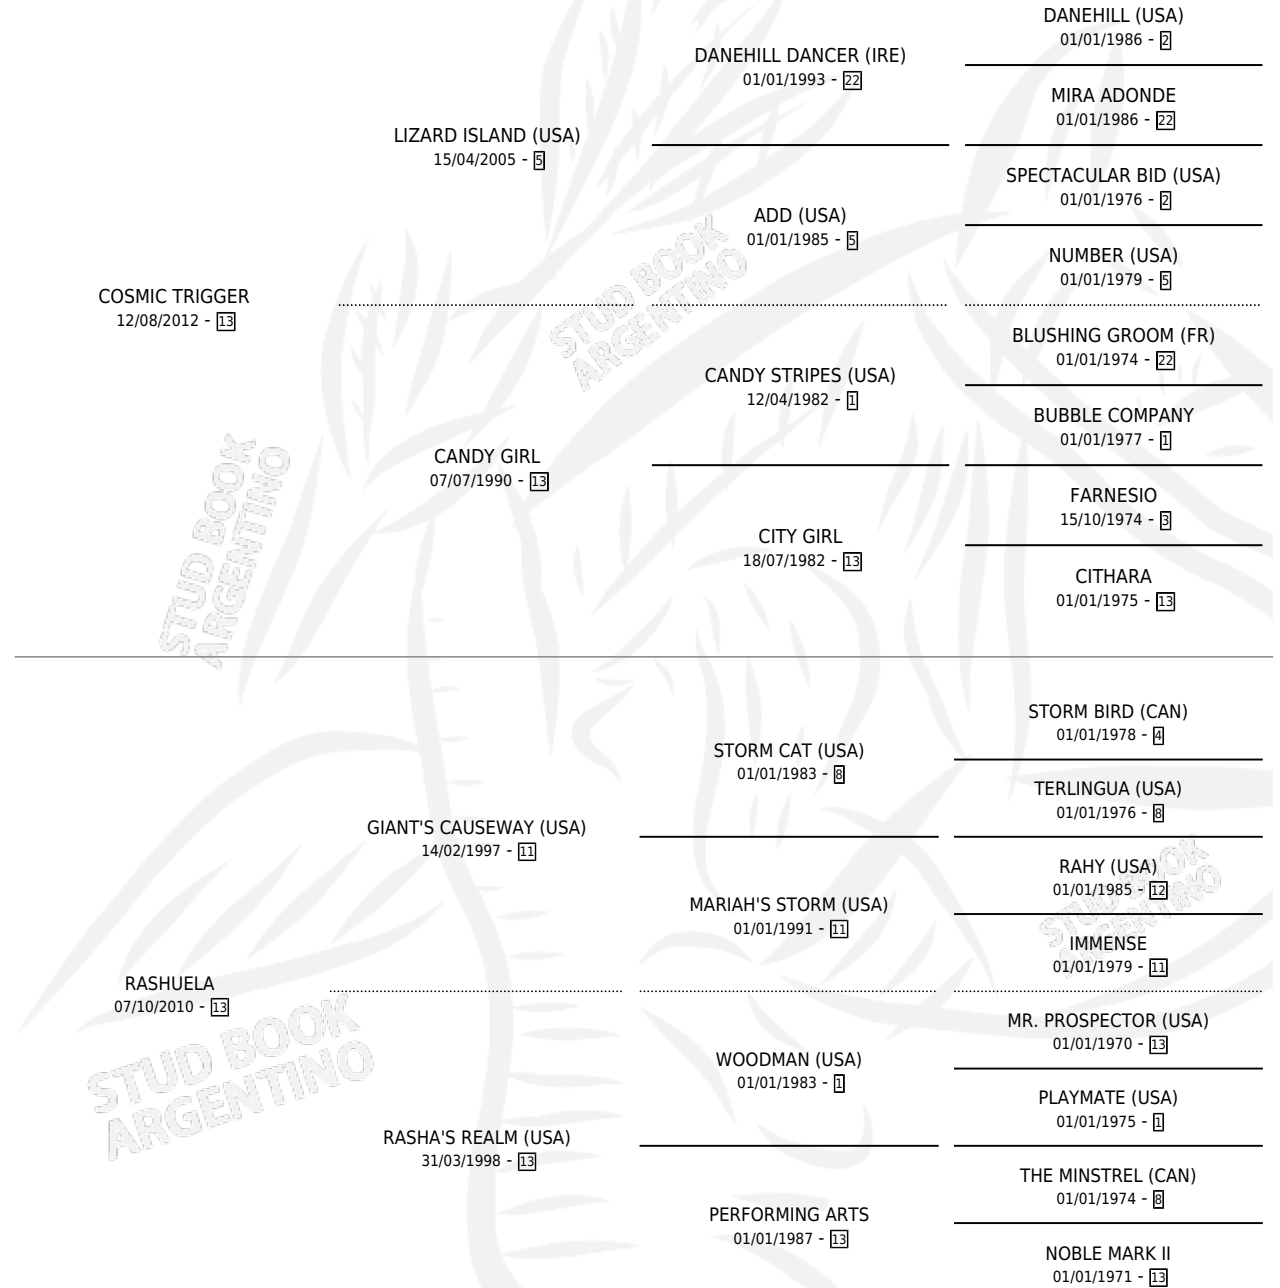 DANEHILL (USA)
01/01/1986 - 2
DANEHILL DANCER (IRE)
01/01/1993 - 22
MIRA ADONDE
01/01/1986 - 22
LIZARD ISLAND (USA)
15/04/2005 - 5
SPECTACULAR BID (USA)
01/01/1976 - 2
ADD (USA)
01/01/1985 - 5
NUMBER (USA)
01/01/1979 - 5
STUD BOOK
ARGENTINO
COSMIC TRIGGER
12/08/2012 - 13
BLUSHING GROOM (FR)
01/01/1974 - 22
CANDY STRIPES (USA)
12/04/1982 - 1
BUBBLE COMPANY
01/01/1977 - 1
CANDY GIRL
07/07/1990 - 13
FARNESIO
15/10/1974 - 3
CITY GIRL
18/07/1982 - 13
CITHARA
01/01/1975 - 13
STUD BOOK
ARGENTINO
STORM BIRD (CAN)
01/01/1978 - 4
STORM CAT (USA)
01/01/1983 - 8
TERLINGUA (USA)
01/01/1976 - 8
GIANT'S CAUSEWAY (USA)
14/02/1997 - 11
RAHY (USA)
01/01/1985 - 12
MARIAH'S STORM (USA)
01/01/1991 - 11
IMMENSE
01/01/1979 - 11
STUD BOOK
ARGENTINO
RASHUELA
07/10/2010 - 13
MR. PROSPECTOR (USA)
01/01/1970 - 13
WOODMAN (USA)
01/01/1983 - 1
PLAYMATE (USA)
01/01/1975 - 1
STUD BOOK
ARGENTINO
RASHA'S REALM (USA)
31/03/1998 - 13
THE MINSTREL (CAN)
01/01/1974 - 8
PERFORMING ARTS
01/01/1987 - 13
NOBLE MARK II
01/01/1971 - 13